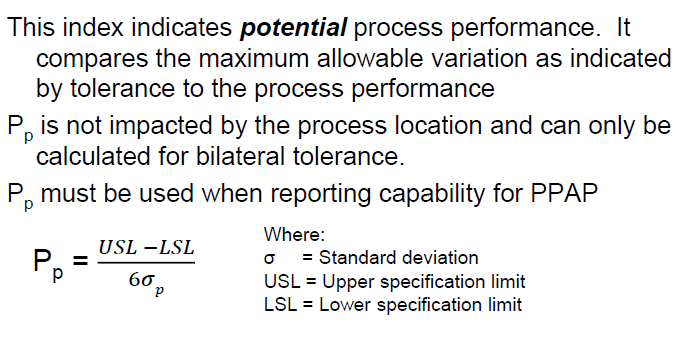 This index indicates potential process performance.  It
compares the maximum allowable variation as indicated
by tolerance to the process performance
Pp is not impacted by the process location and can only be
calculated for bilateral tolerance.
Pp must be used when reporting capability for PPAP
Pp = USL −LSL / 6σp
Where:
σ = Standard deviation
USL = Upper specification limit
LSL = Lower specification limit